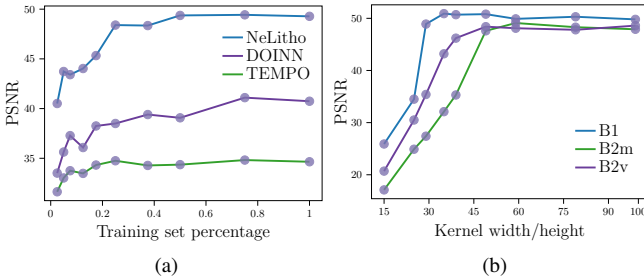 50
45
40
35
PSNR
NeLitho
DOINN
TEMPO
0 0.2 0.4 0.6 0.8 1
Training set percentage
(a)
50
40
30
20
PSNR
B1
B2m
B2v
15 30 45 60 75 90 100
Kernel width/height
(b)